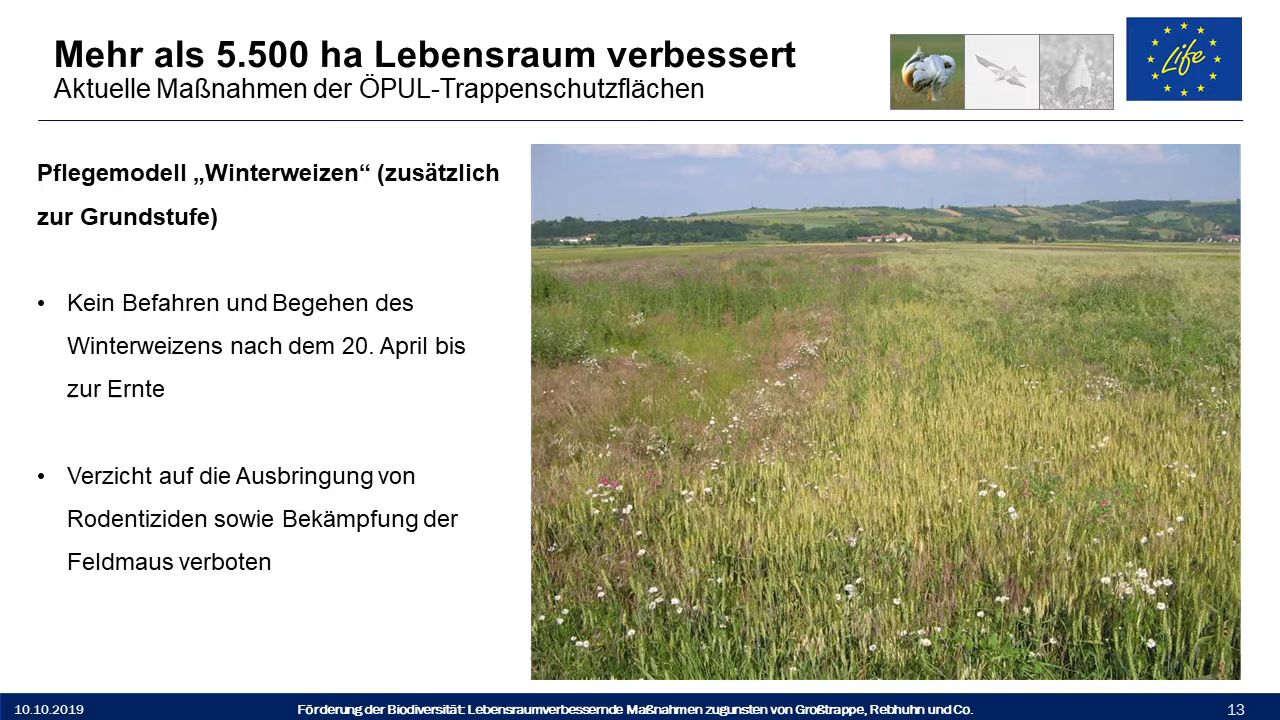 Mehr als 5.500 ha Lebensraum verbessert
Aktuelle Maßnahmen der ÖPUL-Trappenschutzflächen
Life
Pflegemodell „Winterweizen“ (zusätzlich
zur Grundstufe)
• Kein Befahren und Begehen des
Winterweizens nach dem 20. April bis
zur Ernte
• Verzicht auf die Ausbringung von
Rodentiziden sowie Bekämpfung der
Feldmaus verboten
10.10.2019
Förderung der Biodiversität: Lebensraumverbessernde Maßnahmen zugunsten von Großtrappe, Rebhuhn und Co.
13